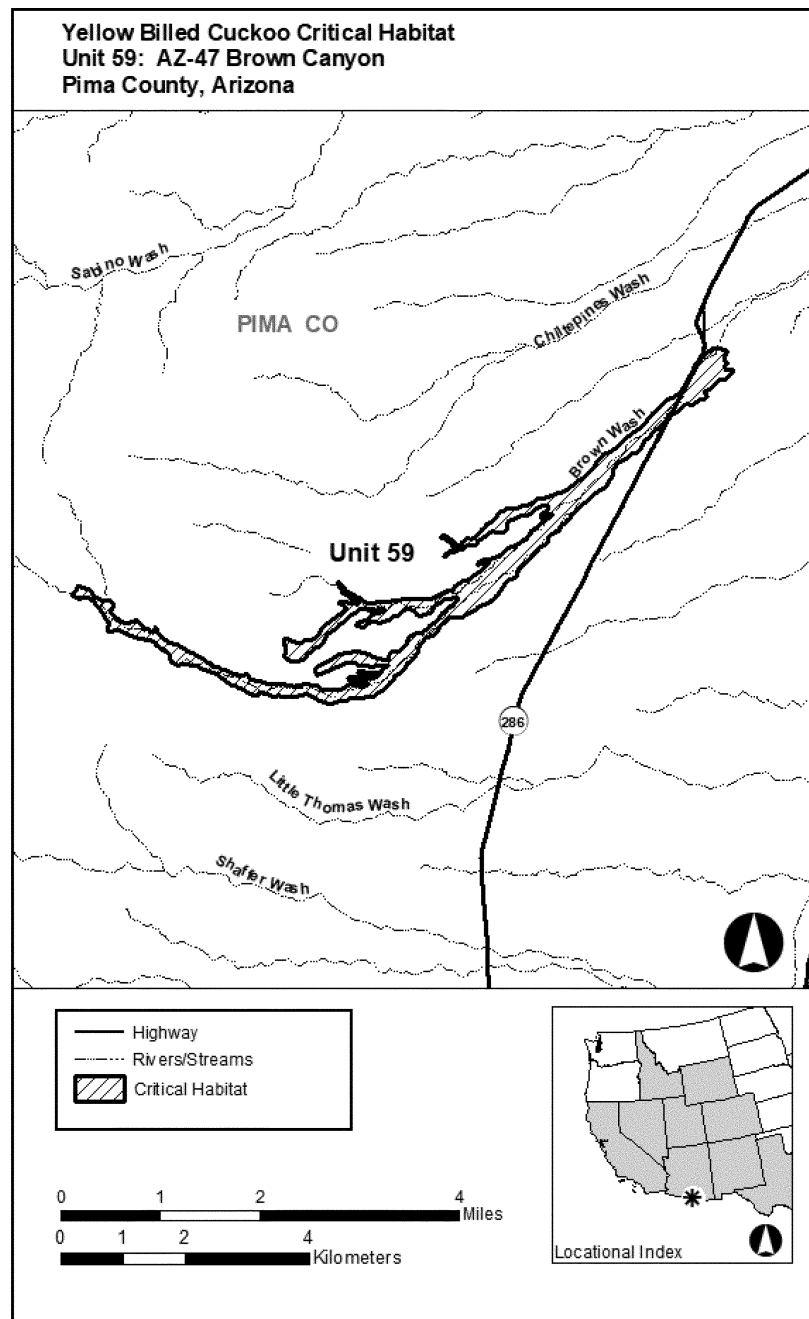 Yellow Billed Cuckoo Critical Habitat
Unit 59: AZ-47 Brown Canyon
Pima County, Arizona
Sabino Wash
PIMA CO
Chiltepines Wash
Brown Wash
Unit 59
286
Little Thomas Wash
Shaffer Wash
Highway
Rivers/Streams
Critical Habitat
0 1 2 4
Miles
0 1 2 4
Kilometers
Locational Index